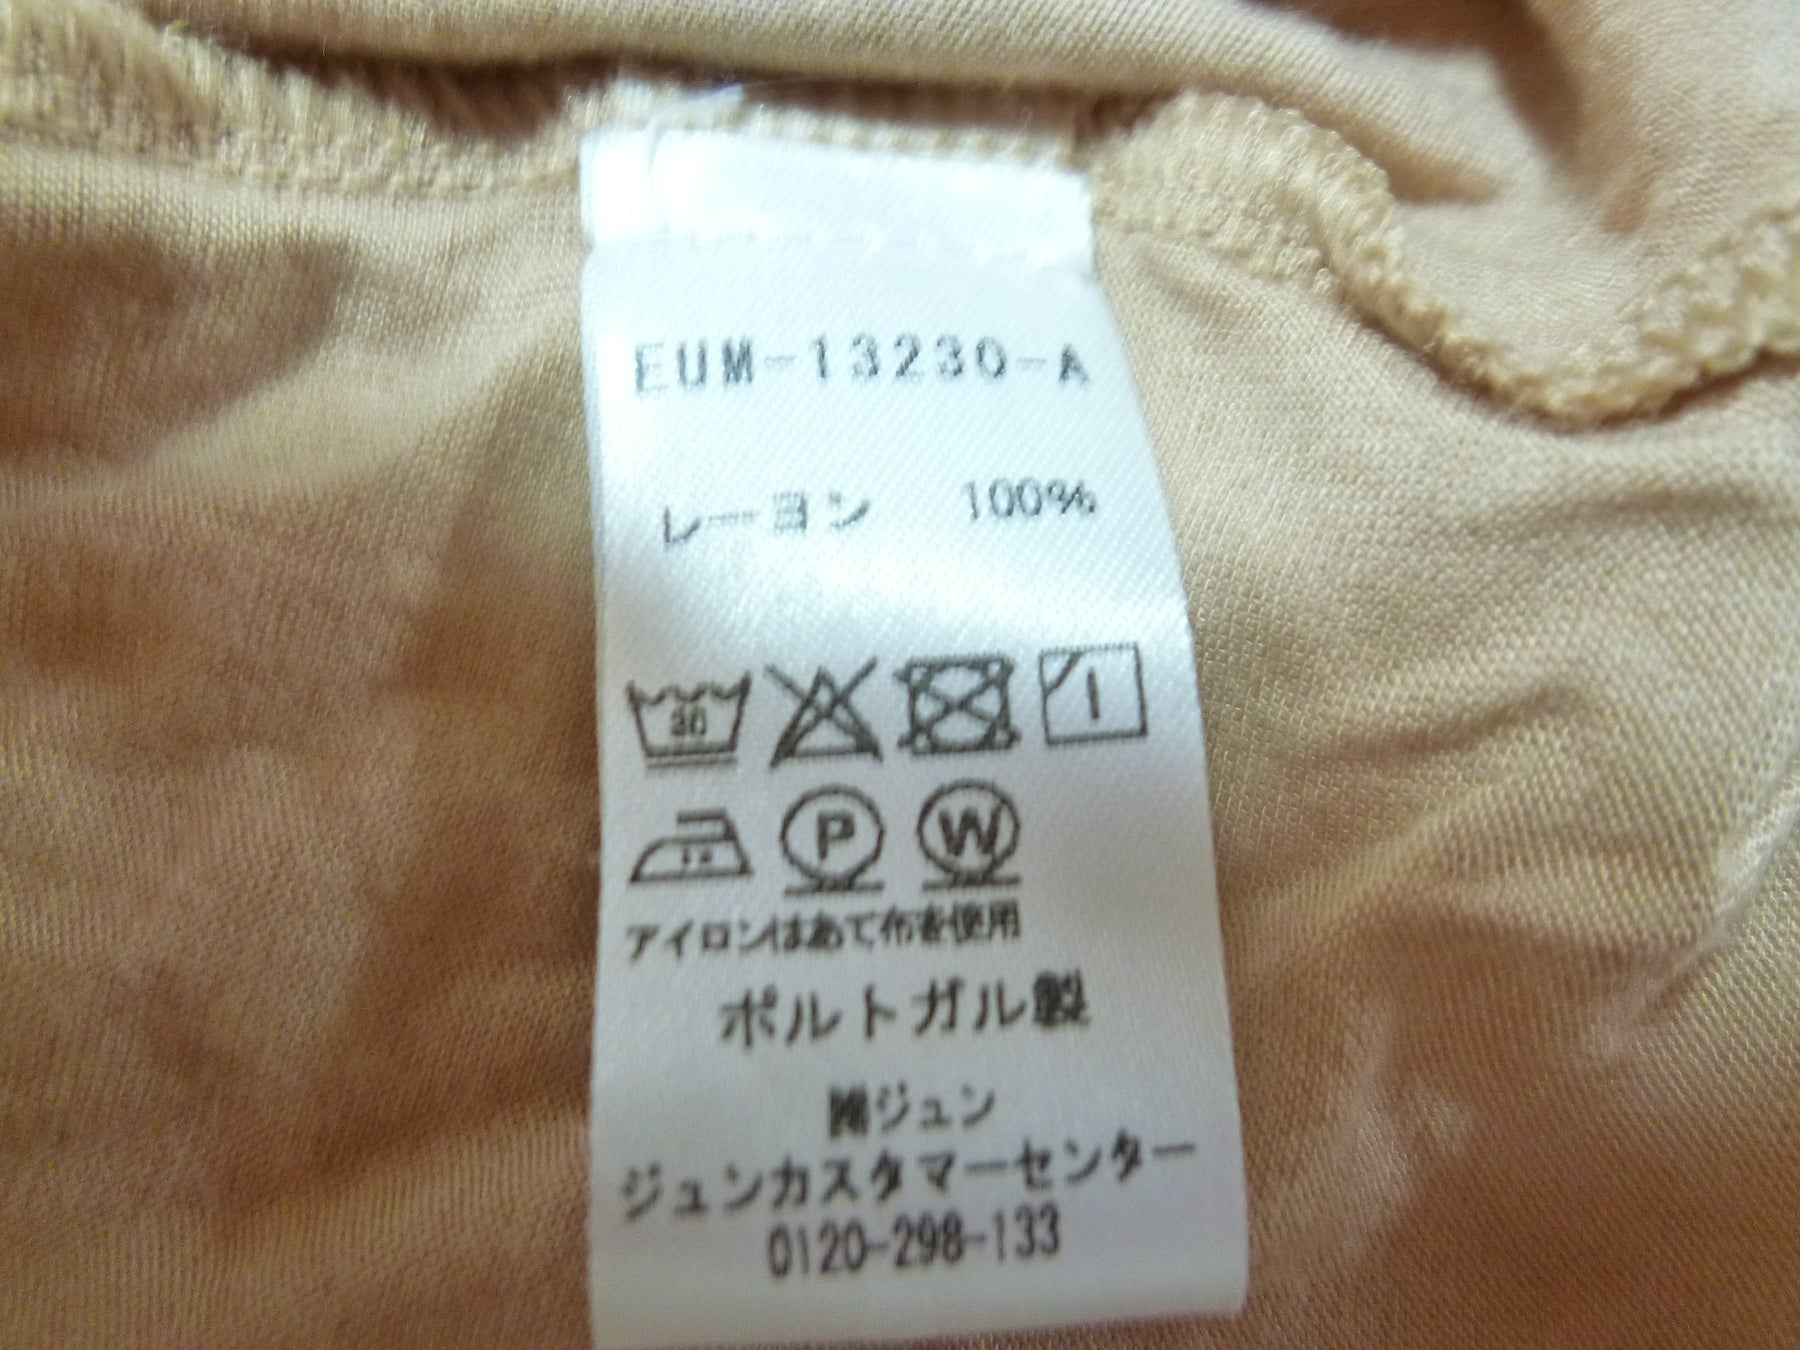 EUM-13230-A
レーヨン 100%
30
P W
アイロンはあて布を使用
ポルトガル製
㈱ジュン
ジュンカスタマーセンター
0120-298-133